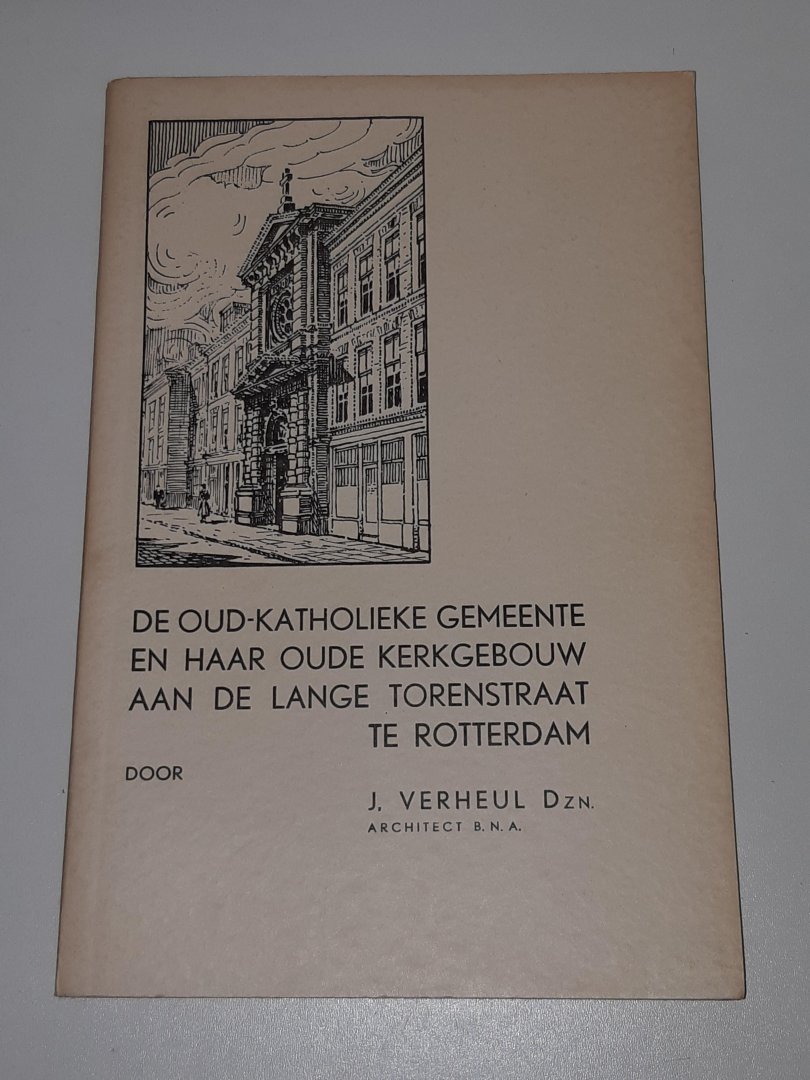 DE OUD-KATHOLIEKE GEMEENTE
EN HAAR OUDE KERKGEBOUW
AAN DE LANGE TORENSTRAAT
TE ROTTERDAM
DOOR
J. VERHEUL DZN.
ARCHITECT B. N. A.